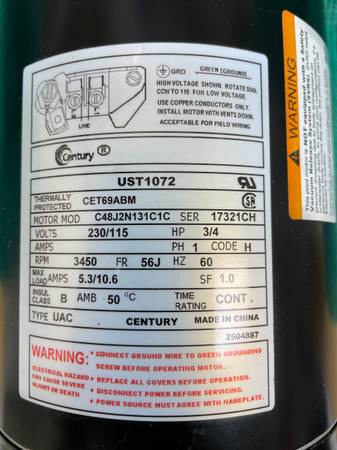 GRD GREEN (GROUND)
HIGH VOLTAGE SHOWN. ROTATE DIAL
CCW TO 110 FOR LOW VOLTAGE.
USE COPPER CONDUCTORS ONLY.
INSTALL MOTOR WITH VENTS DOWN.
ACCEPTABLE FOR FIELD WIRING
LINE
Century ®
UST1072
THERMALLY PROTECTED CET69ABM
MOTOR MOD C48J2N131C1C SER 17321CH
VOLTS 230/115 HP 3/4
AMPS PH 1 CODE H
RPM 3450 FR 56J HZ 60
MAX LOAD AMPS 5.3/10.6 SF 1.0
INSUL CLASS B AMB 50 °C TIME RATING CONT.
TYPE UAC CENTURY MADE IN CHINA
2504887
WARNING:
ELECTRICAL HAZARD
CAN CAUSE SEVERE
INJURY OR DEATH
• CONNECT GROUND WIRE TO GREEN GROUNDING
SCREW BEFORE OPERATING MOTOR.
• REPLACE ALL COVERS BEFORE OPERATING.
• DISCONNECT POWER BEFORE SERVICING.
• POWER SOURCE MUST AGREE WITH NAMEPLATE.
WARNING
This pool motor is NOT equipped with a Safety
Vacuum Release System